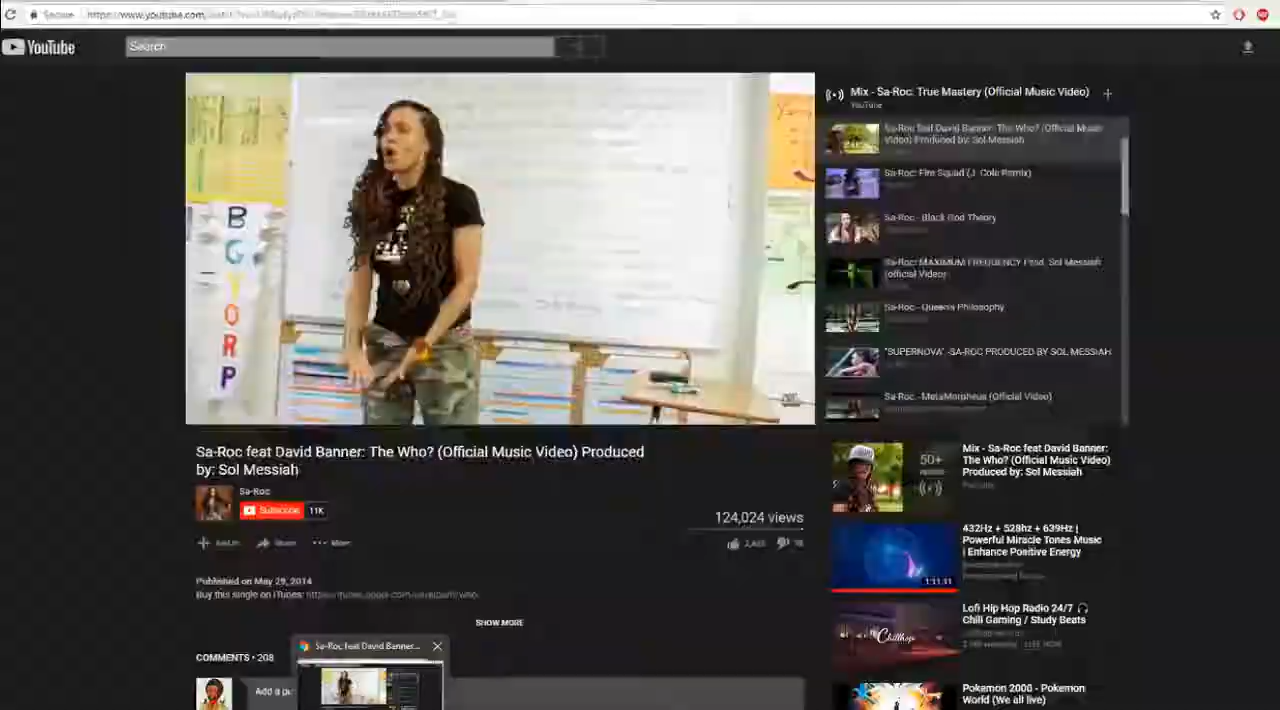 Secure
https://www.youtube.com
YouTube
Search
B
G
Y
O
R
P
Mix - Sa-Roc: True Mastery (Official Music Video)
YouTube
Sa-Roc feat David Banner: The Who? (Official Music
Video) Produced by: Sol Messiah
Sa-Roc: Fire Squad (J. Cole Remix)
Sa-Roc - Black God Theory
Sa-Roc: MAXIMUM FREQUENCY Prod. Sol Messiah
(official Video)
Sa-Roc - Queens Philosophy
"SUPERNOVA" -SA-ROC PRODUCED BY SOL MESSIAH
Sa Roc - MetaMorpheus (Official Video)
Sa-Roc feat David Banner: The Who? (Official Music Video) Produced
by: Sol Messiah
Sa-Roc
Subscribe 11K
124,024 views
Add to Share More
Published on May 29, 2014
Buy this single on iTunes:
SHOW MORE
COMMENTS • 208
Add a pu
Sa-Roc feat David Banner...
50+
Mix - Sa-Roc feat David Banner:
The Who? (Official Music Video)
Produced by: Sol Messiah
YouTube
432Hz + 528hz + 639Hz |
Powerful Miracle Tones Music
| Enhance Positive Energy
1:11:11
Lofi Hip Hop Radio 24/7 🎧
Chill Gaming / Study Beats
Chillhop
LIVE NOW
Pokemon 2000 - Pokemon
World (We all live)